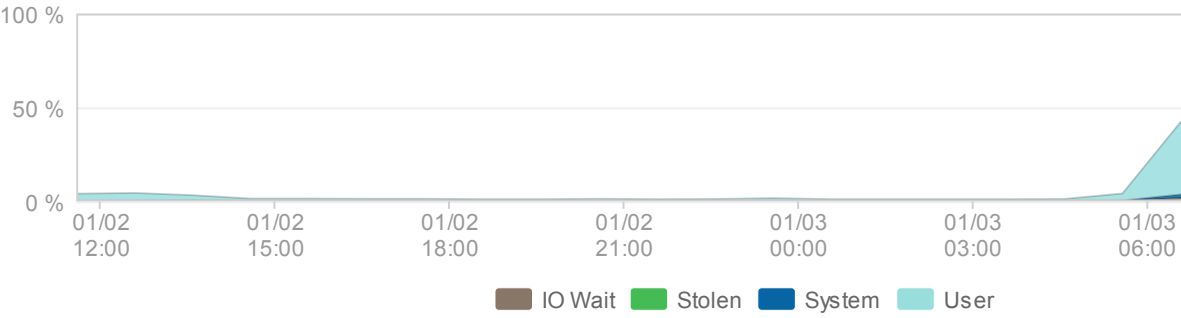 100 %
50 %
0 %
01/02 01/02 01/02 01/02 01/03 01/03 01/03
12:00 15:00 18:00 21:00 00:00 03:00 06:00
IO Wait Stolen System User